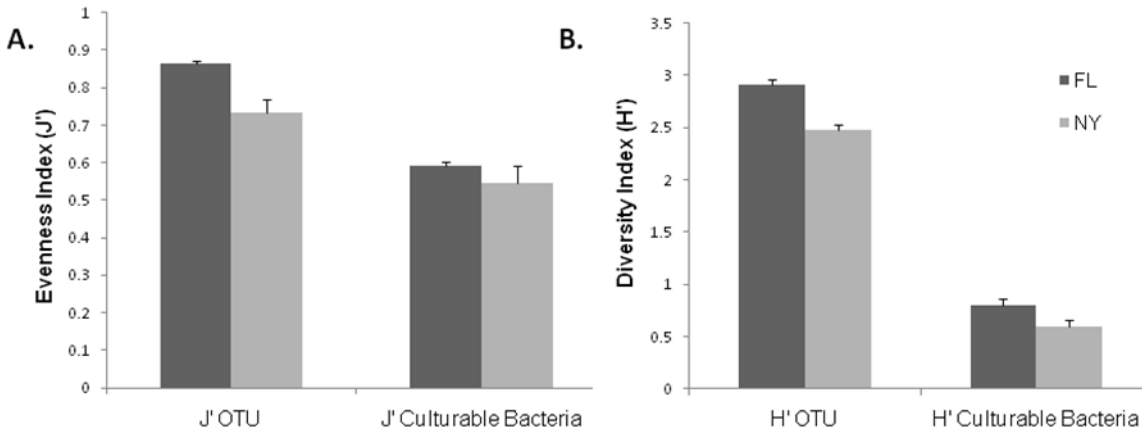 A.
Evenness Index (J')
1
0.9
0.8
0.7
0.6
0.5
0.4
0.3
0.2
0.1
0
J' OTU
J' Culturable Bacteria
B.
Diversity Index (H')
3.5
3
2.5
2
1.5
1
0.5
0
H' OTU
H' Culturable Bacteria
FL
NY